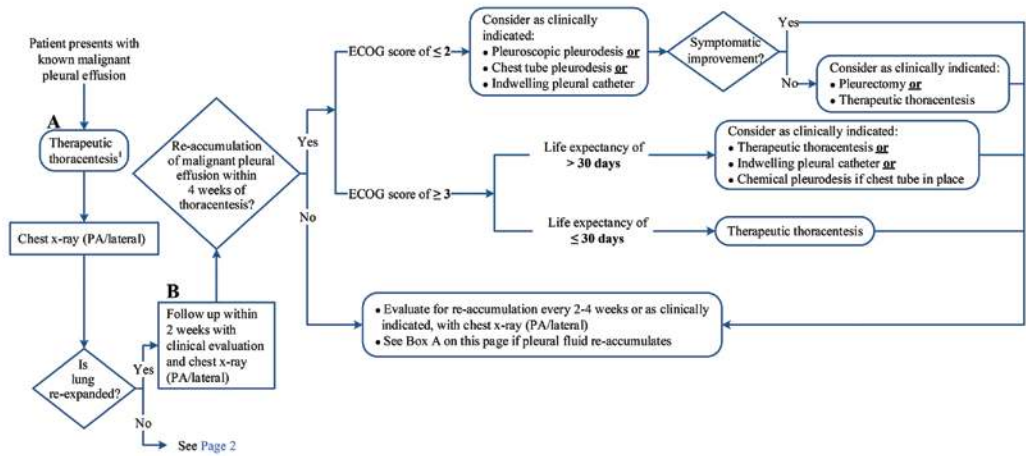 Patient presents with
known malignant
pleural effusion
A
Therapeutic
thoracentesis¹
Chest x-ray (PA/lateral)
Is
lung
re-expanded?
Yes
No
See Page 2
B
Follow up within
2 weeks with
clinical evaluation
and chest x-ray
(PA/lateral)
Re-accumulation
of malignant pleural
effusion within
4 weeks of
thoracentesis?
Yes
No
ECOG score of ≤ 2
Consider as clinically
indicated:
• Pleuroscopic pleurodesis or
• Chest tube pleurodesis or
• Indwelling pleural catheter
Symptomatic
improvement?
Yes
No
Consider as clinically indicated:
• Pleurectomy or
• Therapeutic thoracentesis
ECOG score of ≥ 3
Life expectancy of
> 30 days
Consider as clinically indicated:
• Therapeutic thoracentesis or
• Indwelling pleural catheter or
• Chemical pleurodesis if chest tube in place
Life expectancy of
≤ 30 days
Therapeutic thoracentesis
• Evaluate for re-accumulation every 2-4 weeks or as clinically
indicated, with chest x-ray (PA/lateral)
• See Box A on this page if pleural fluid re-accumulates